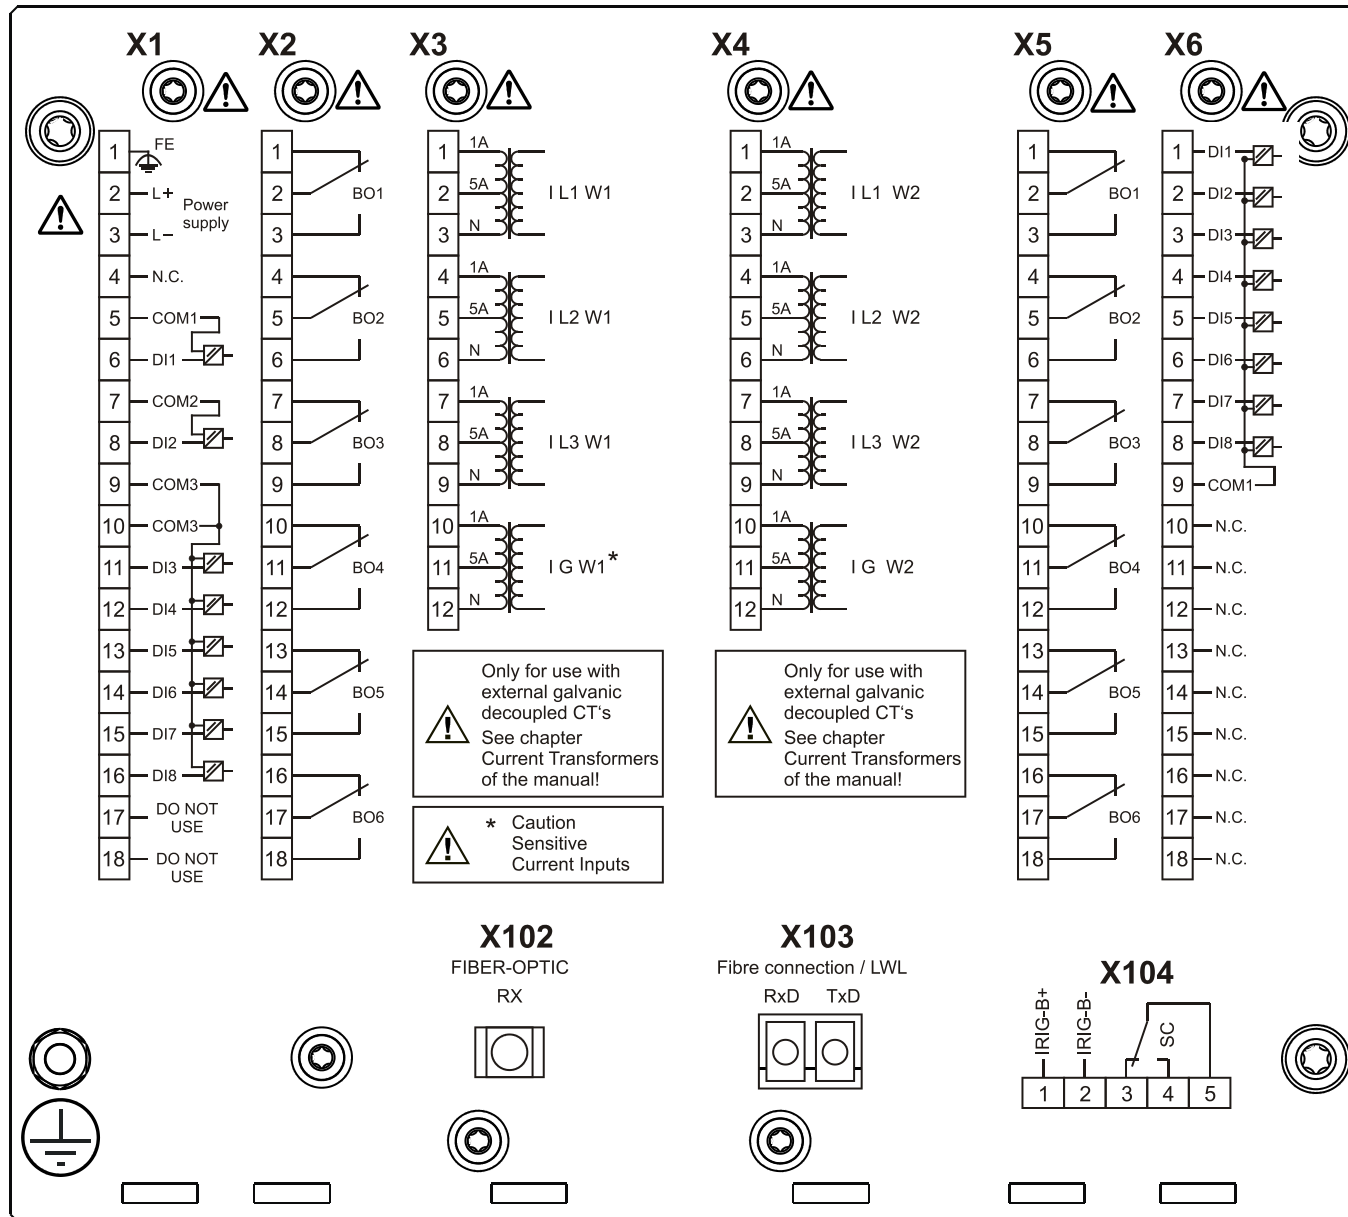 X1 X2 X3 X4 X5 X6
1 FE
2 L+ Power
supply
3 L-
4 N.C.
5 COM1
6 DI1
7 COM2
8 DI2
9 COM3
10 COM3
11 DI3
12 DI4
13 DI5
14 DI6
15 DI7
16 DI8
17 DO NOT
USE
18 DO NOT
USE
1
2 BO1
3
4
5 BO2
6
7
8 BO3
9
10
11 BO4
12
13
14 BO5
15
16
17 BO6
18
1 1A
2 5A I L1 W1
3 N
4 1A
5 5A I L2 W1
6 N
7 1A
8 5A I L3 W1
9 N
10 1A
11 5A I G W1*
12 N
Only for use with
external galvanic
decoupled CT‘s
See chapter
Current Transformers
of the manual!
* Caution
Sensitive
Current Inputs
1 1A
2 5A I L1 W2
3 N
4 1A
5 5A I L2 W2
6 N
7 1A
8 5A I L3 W2
9 N
10 1A
11 5A I G W2
12 N
Only for use with
external galvanic
decoupled CT‘s
See chapter
Current Transformers
of the manual!
1
2 BO1
3
4
5 BO2
6
7
8 BO3
9
10
11 BO4
12
13
14 BO5
15
16
17 BO6
18
1 DI1
2 DI2
3 DI3
4 DI4
5 DI5
6 DI6
7 DI7
8 DI8
9 COM1
10 N.C.
11 N.C.
12 N.C.
13 N.C.
14 N.C.
15 N.C.
16 N.C.
17 N.C.
18 N.C.
X102
FIBER-OPTIC
RX
X103
Fibre connection / LWL
RxD TxD
X104
IRIG-B+
IRIG-B-
SC
1 2 3 4 5